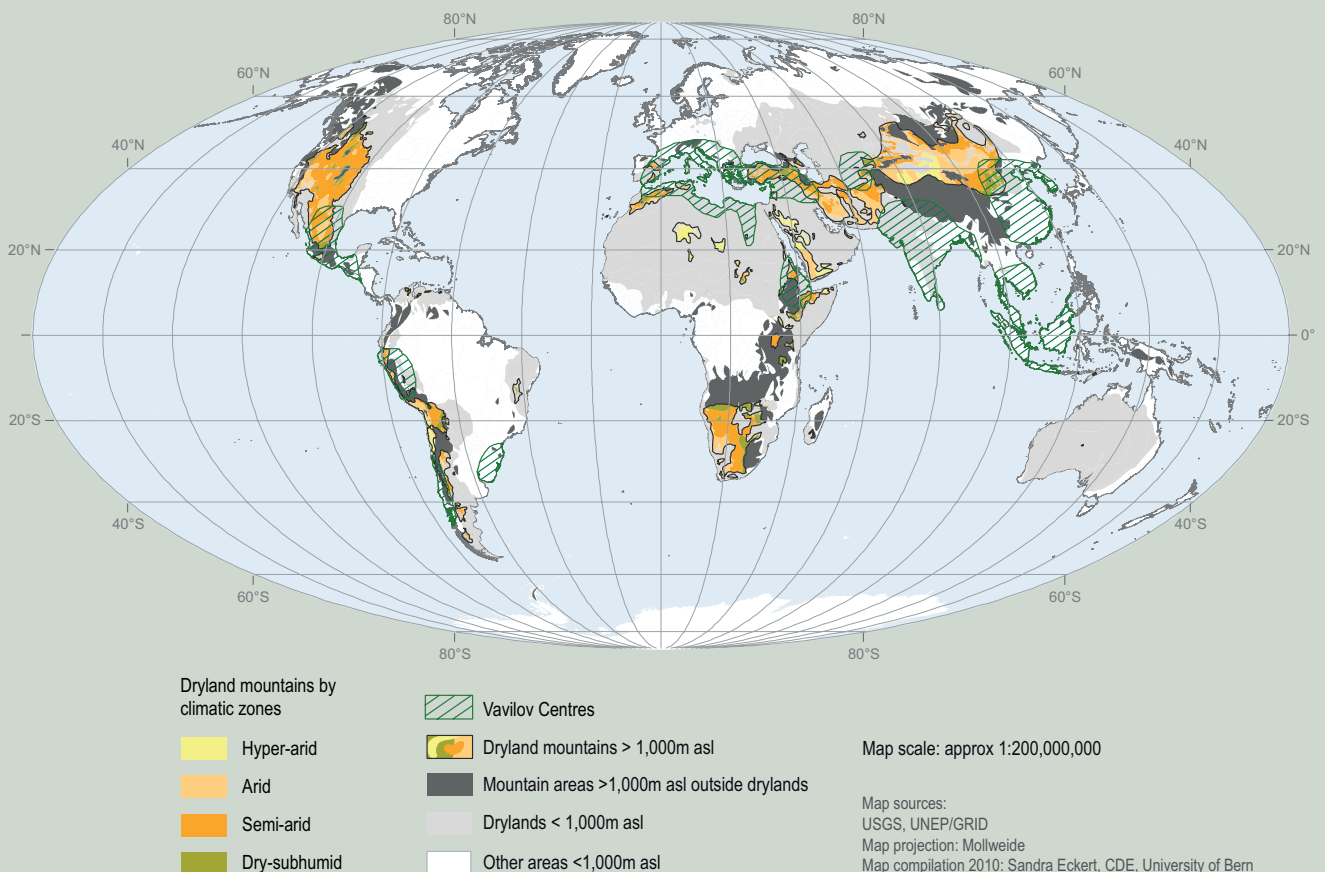 80°N
80°N
60°N
60°N
40°N
40°N
20°N
20°N
0°
20°S
20°S
40°S
40°S
60°S
60°S
80°S
80°S
Dryland mountains by
climatic zones
Hyper-arid
Arid
Semi-arid
Dry-subhumid
Vavilov Centres
Dryland mountains > 1,000m asl
Mountain areas >1,000m asl outside drylands
Drylands < 1,000m asl
Other areas <1,000m asl
Map scale: approx 1:200,000,000
Map sources:
USGS, UNEP/GRID
Map projection: Mollweide
Map compilation 2010: Sandra Eckert, CDE, University of Bern